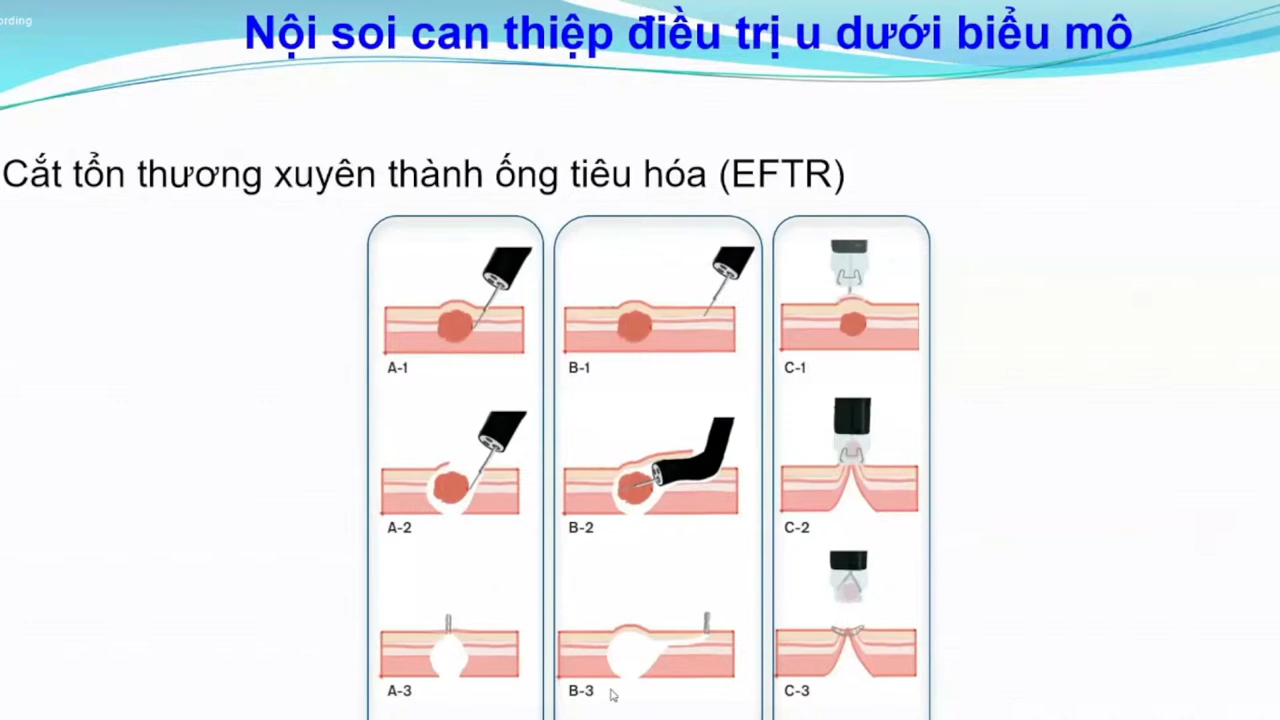 ording
Nội soi can thiệp điều trị u dưới biểu mô
Cắt tổn thương xuyên thành ống tiêu hóa (EFTR)
A-1 B-1 C-1
A-2 B-2 C-2
A-3 B-3 C-3